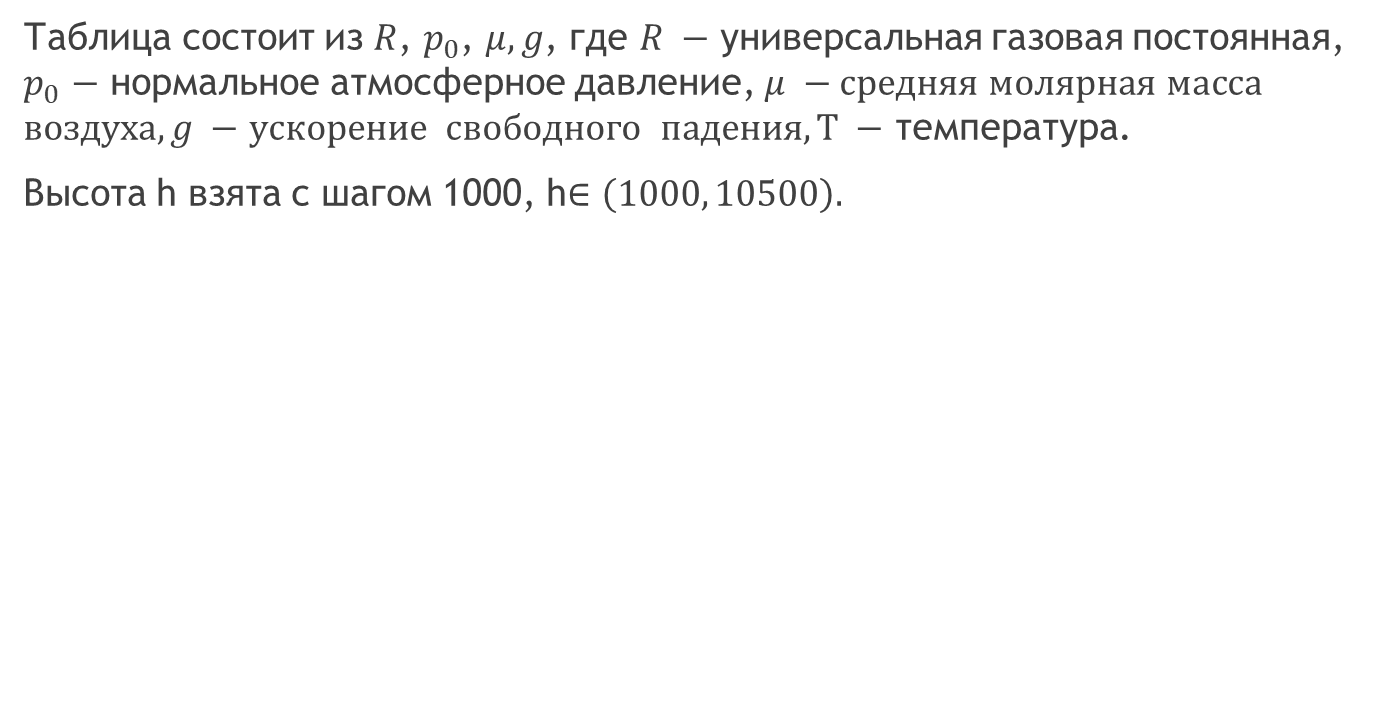 Таблица состоит из R, p₀, μ, g, где R − универсальная газовая постоянная,
p₀ − нормальное атмосферное давление, μ − средняя молярная масса
воздуха, g − ускорение свободного падения, T − температура.
Высота h взята с шагом 1000, h∈ (1000, 10500).